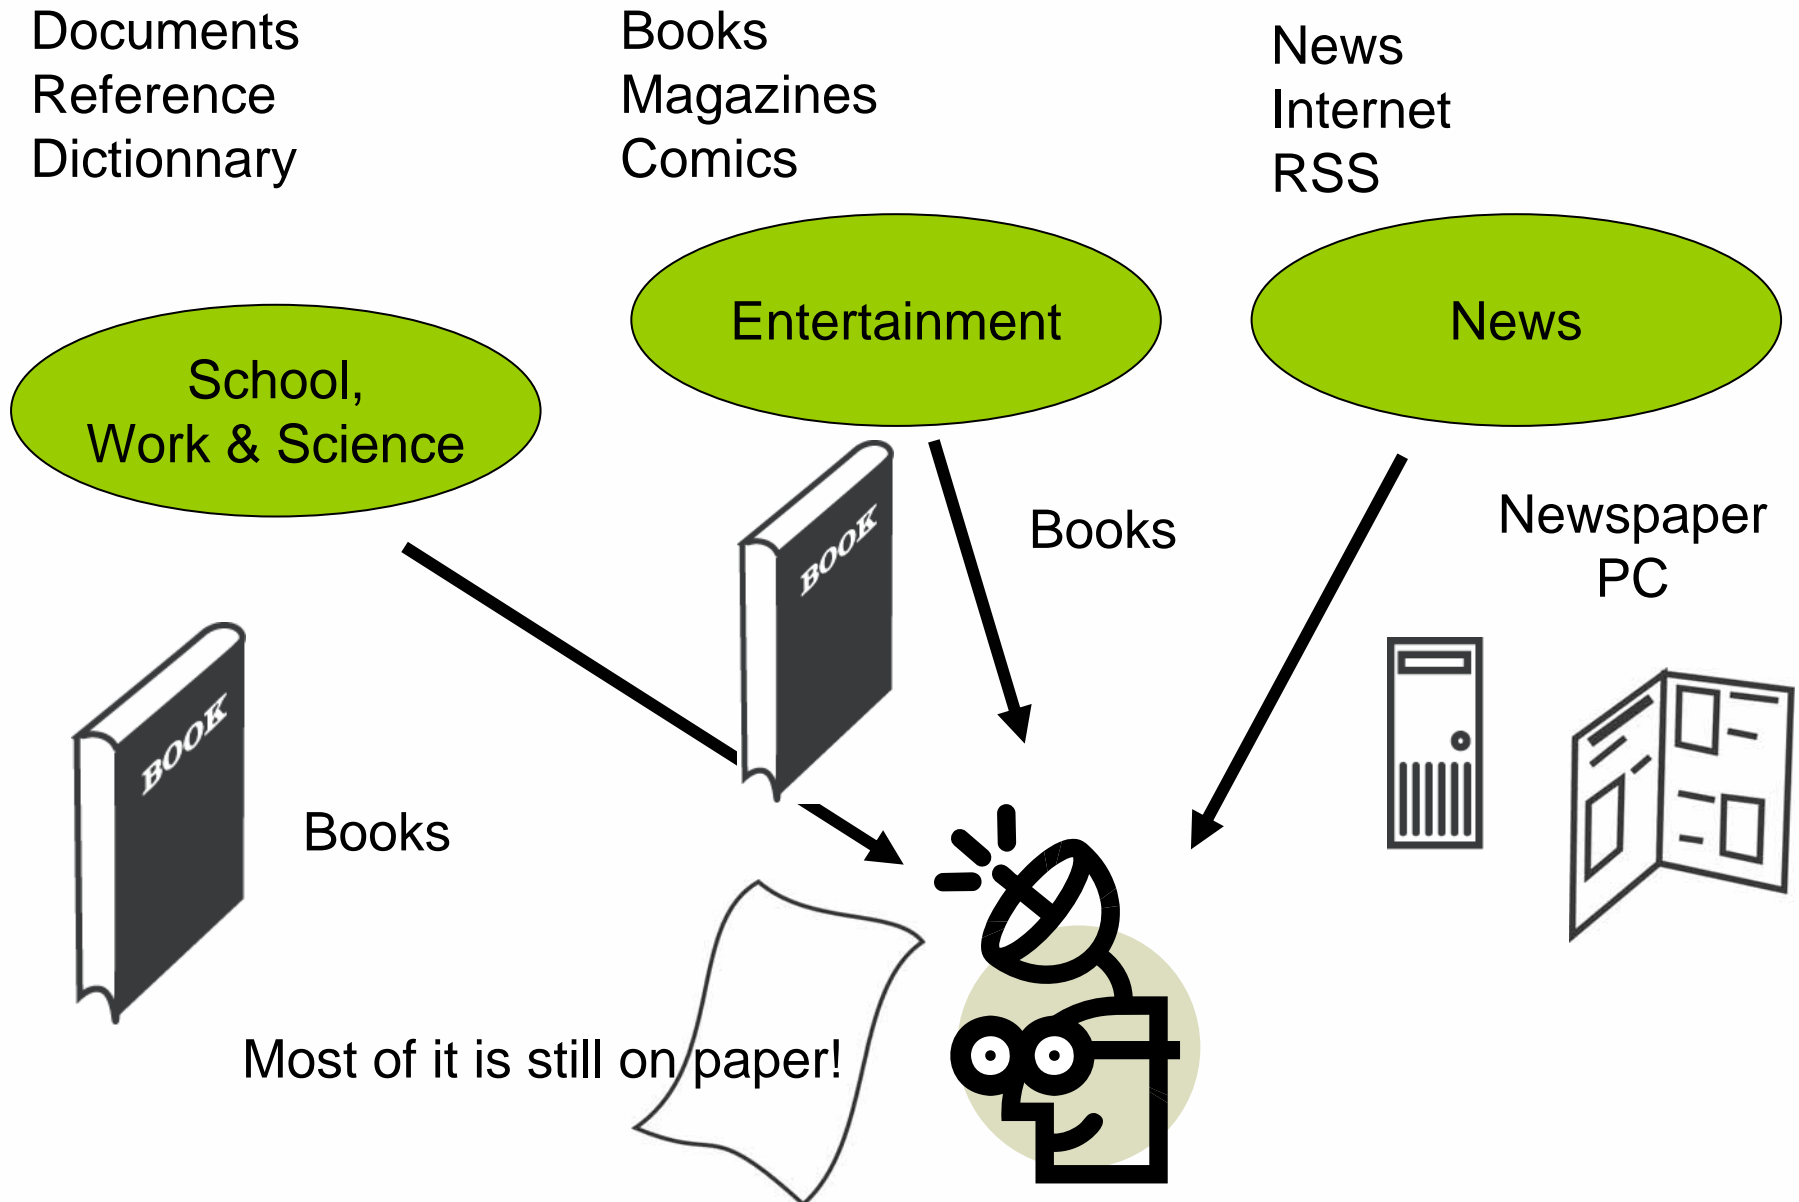 Documents
Reference
Dictionnary
Books
Magazines
Comics
News
Internet
RSS
School,
Work & Science
Entertainment
News
BOOK
Books
Newspaper
PC
BOOK
Books
Most of it is still on paper!